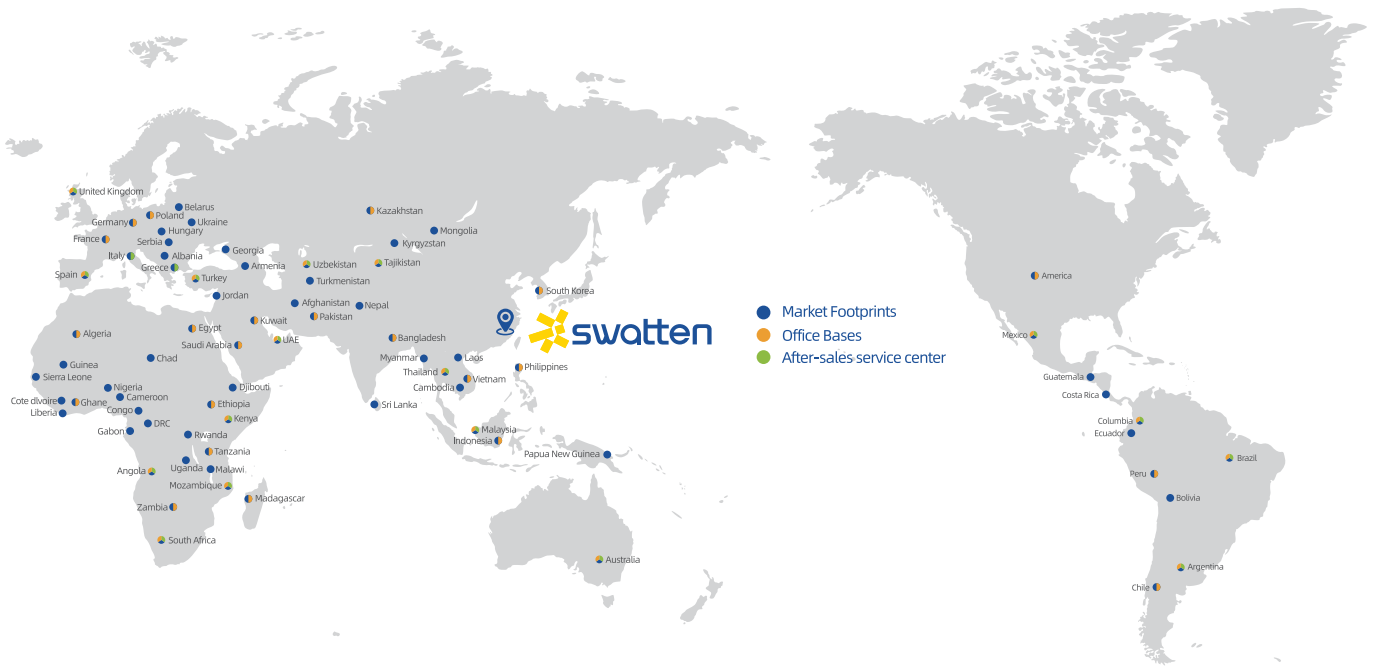 United Kingdom
Belarus
Poland
Germany
Ukraine
Hungary
France
Serbia
Italy
Albania
Georgia
Greece
Armenia
Spain
Turkey
Jordan
Kazakhstan
Mongolia
Kyrgyzstan
Uzbekistan
Tajikistan
Turkmenistan
Afghanistan
Nepal
Pakistan
South Korea
Kuwait
Algeria
Egypt
Saudi Arabia
UAE
Bangladesh
swatten
Market Footprints
Office Bases
After-sales service center
Chad
Guinea
Sierra Leone
Nigeria
Djibouti
Cameroon
Cote dlvoire
Ghane
Congo
Ethiopia
Liberia
DRC
Kenya
Gabon
Rwanda
Tanzania
Uganda
Malawi
Angola
Mozambique
Madagascar
Zambia
South Africa
Myanmar
Laos
Thailand
Philippines
Vietnam
Cambodia
Sri Lanka
Malaysia
Indonesia
Papua New Guinea
Australia
America
Mexico
Guatemala
Costa Rica
Columbia
Ecuador
Brazil
Peru
Bolivia
Argentina
Chile